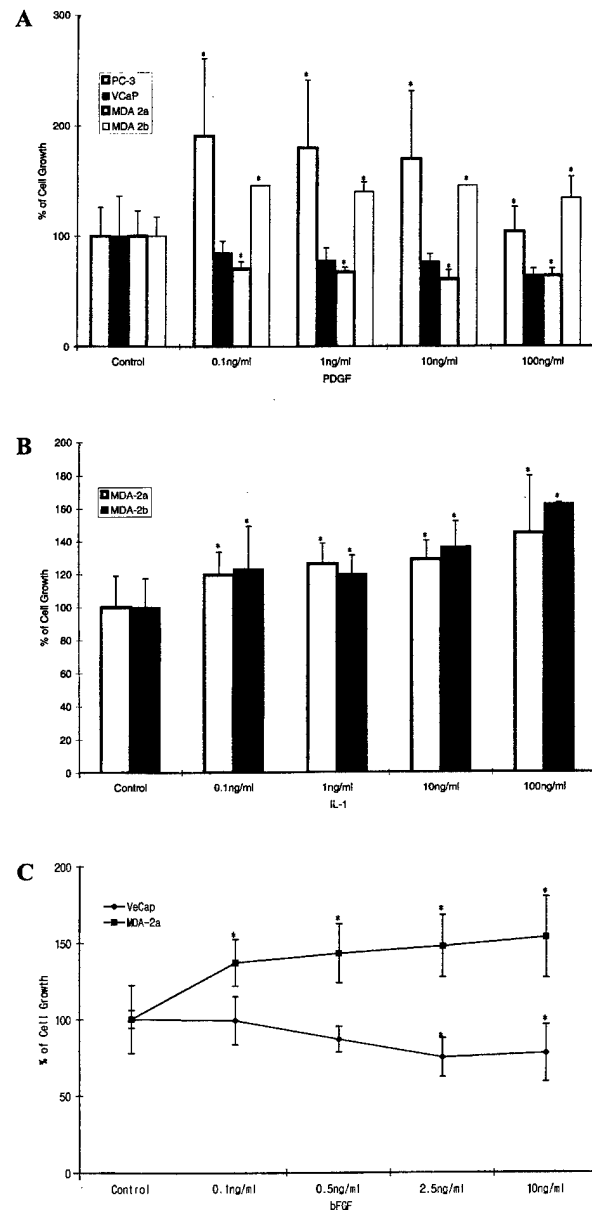 A
300
PC-3
VCaP
MDA 2a
MDA 2b
200
100
0
% of Cell Growth
* * * *
* * * *
* * * *
Control 0.1ng/ml 1ng/ml 10ng/ml 100ng/ml
PDGF
B
200
180
160
140
120
100
80
60
40
20
0
MDA-2a
MDA-2b
% of Cell Growth
* * * * * * * *
Control 0.1ng/ml 1ng/ml 10ng/ml 100ng/ml
IL-1
C
200
150
100
50
0
VeCap
MDA-2a
% of Cell Growth
* * * *
* *
Control 0.1ng/ml 0.5ng/ml 2.5ng/ml 10ng/ml
bFGF